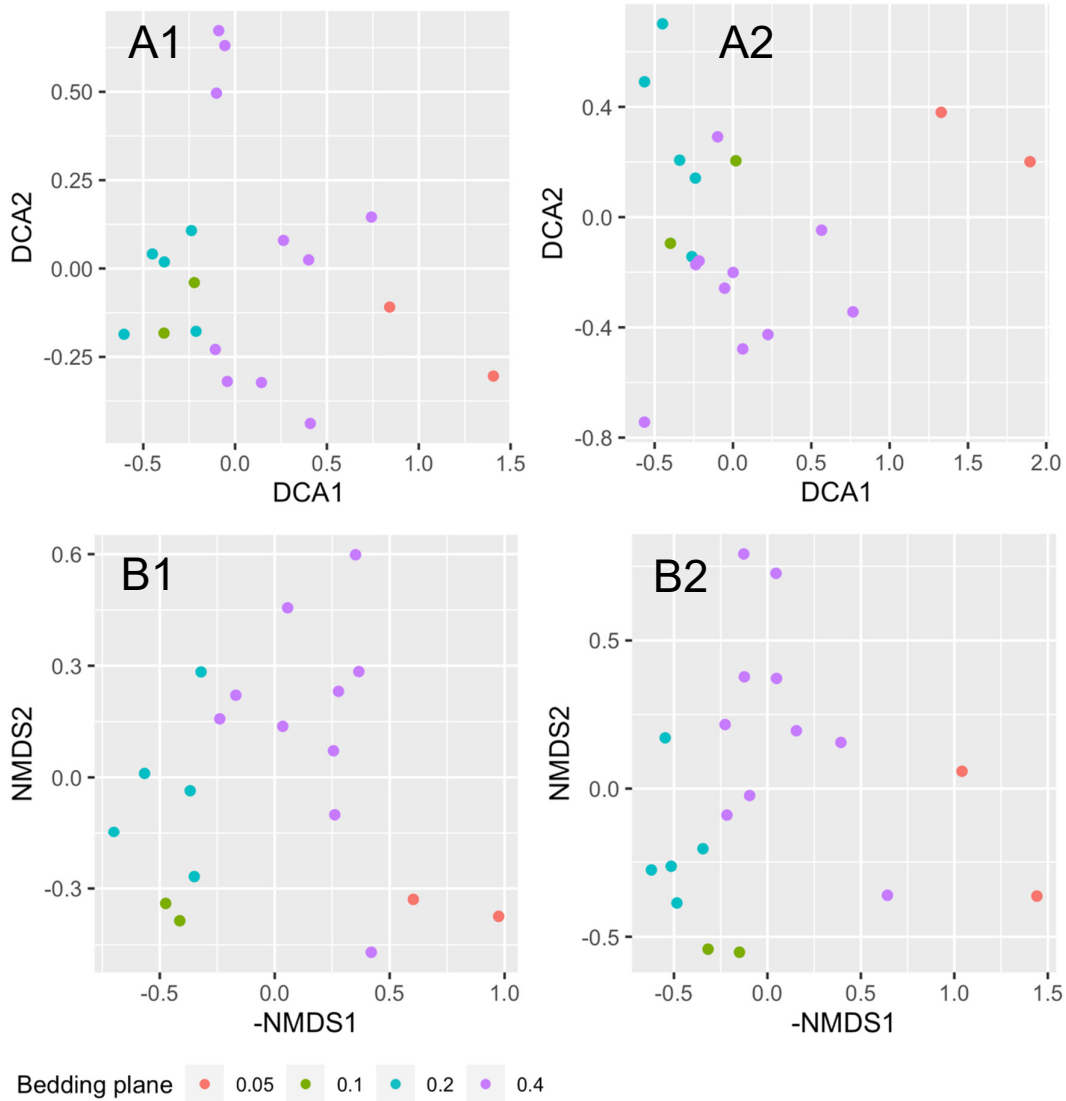 A1
0.50
0.25
0.00
-0.25
DCA2
-0.5 0.0 0.5 1.0 1.5
DCA1
A2
0.4
0.0
-0.4
-0.8
DCA2
-0.5 0.0 0.5 1.0 1.5 2.0
DCA1
B1
0.6
0.3
0.0
-0.3
NMDS2
-0.5 0.0 0.5 1.0
-NMDS1
B2
0.5
0.0
-0.5
NMDS2
-0.5 0.0 0.5 1.0 1.5
-NMDS1
Bedding plane 0.05 0.1 0.2 0.4